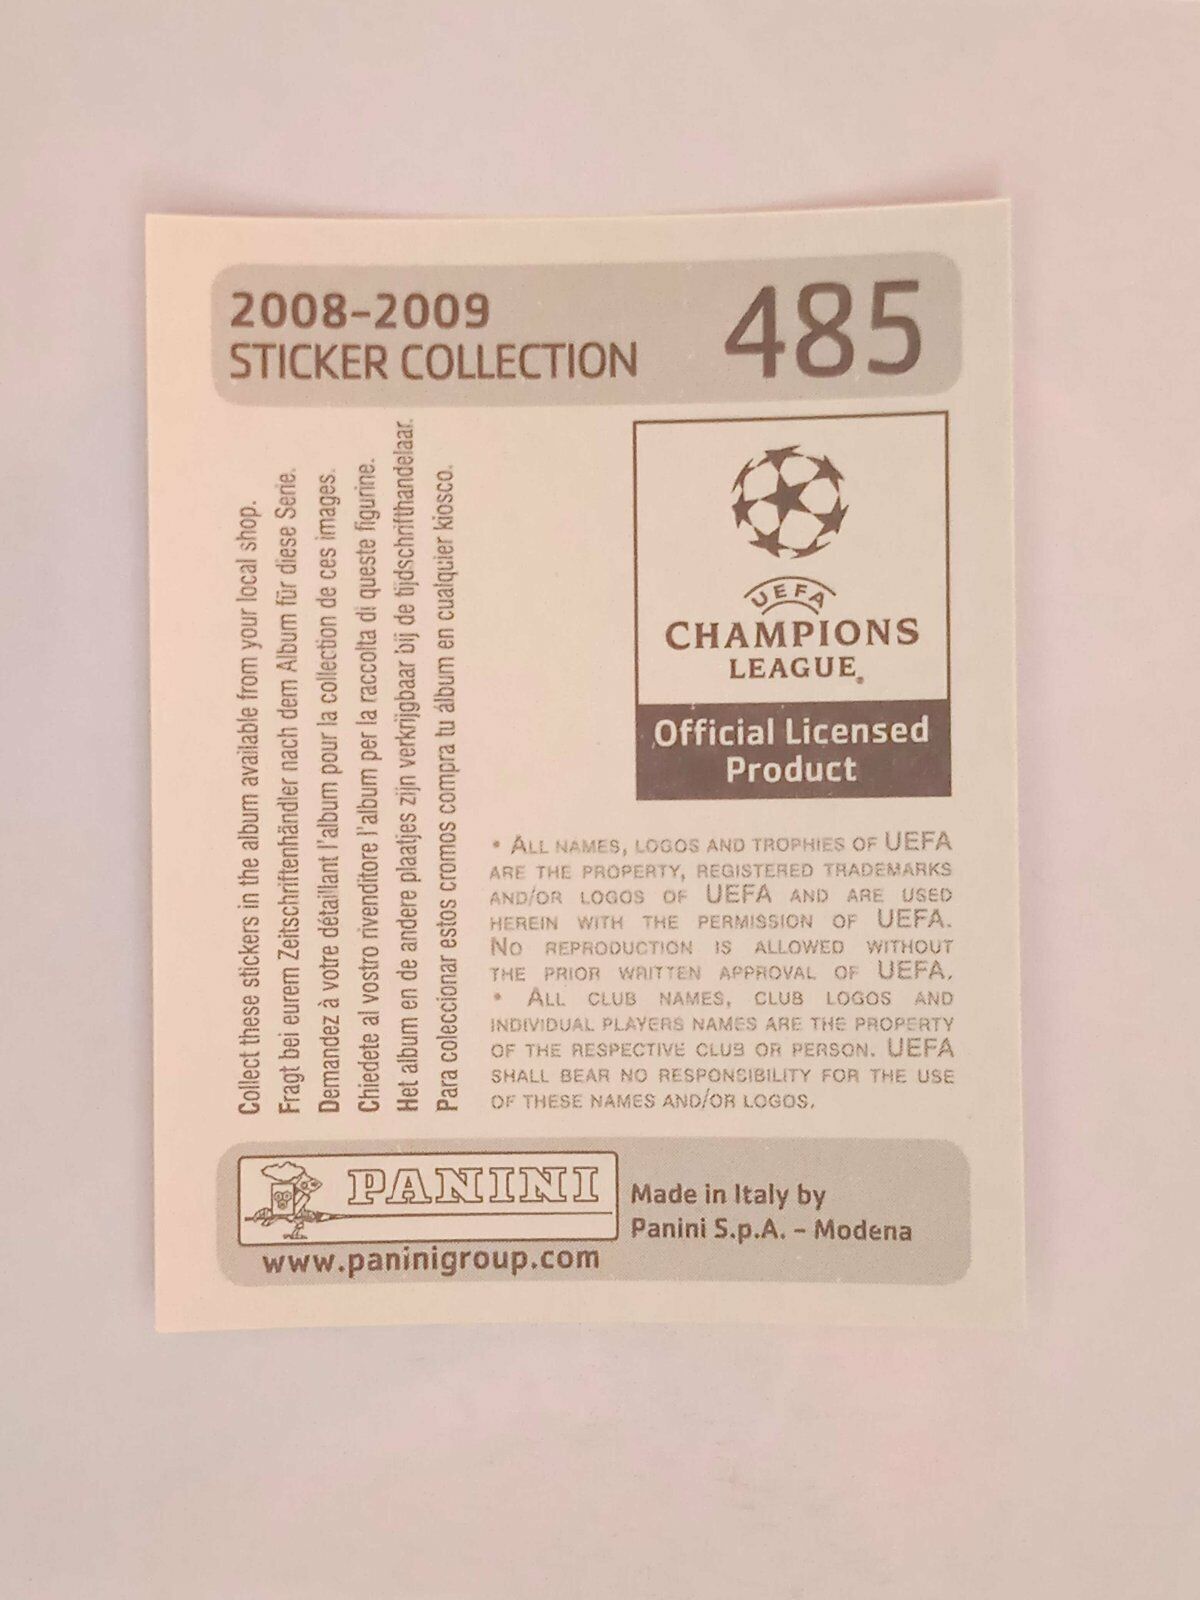 2008-2009
STICKER COLLECTION
485
Collect these stickers in the album available from your local shop.
Fragt bei eurem Zeitschriftenhändler nach dem Album für diese Serie.
Demandez à votre détaillant l'album pour la collection de ces images.
Chiedete al vostro rivenditore l'album per la raccolta di queste figurine.
Het album en de andere plaatjes zijn verkrijgbaar bij de tijdschrifthandelaar.
Para coleccionar estos cromos compra tu álbum en cualquier kiosco.
UEFA
CHAMPIONS
LEAGUE®
Official Licensed
Product
• ALL NAMES, LOGOS AND TROPHIES OF UEFA
ARE THE PROPERTY, REGISTERED TRADEMARKS
AND/OR LOGOS OF UEFA AND ARE USED
HEREIN WITH THE PERMISSION OF UEFA.
NO REPRODUCTION IS ALLOWED WITHOUT
THE PRIOR WRITTEN APPROVAL OF UEFA.
• ALL CLUB NAMES, CLUB LOGOS AND
INDIVIDUAL PLAYERS NAMES ARE THE PROPERTY
OF THE RESPECTIVE CLUB OR PERSON. UEFA
SHALL BEAR NO RESPONSIBILITY FOR THE USE
OF THESE NAMES AND/OR LOGOS.
PANINI
www.paninigroup.com
Made in Italy by
Panini S.p.A. - Modena